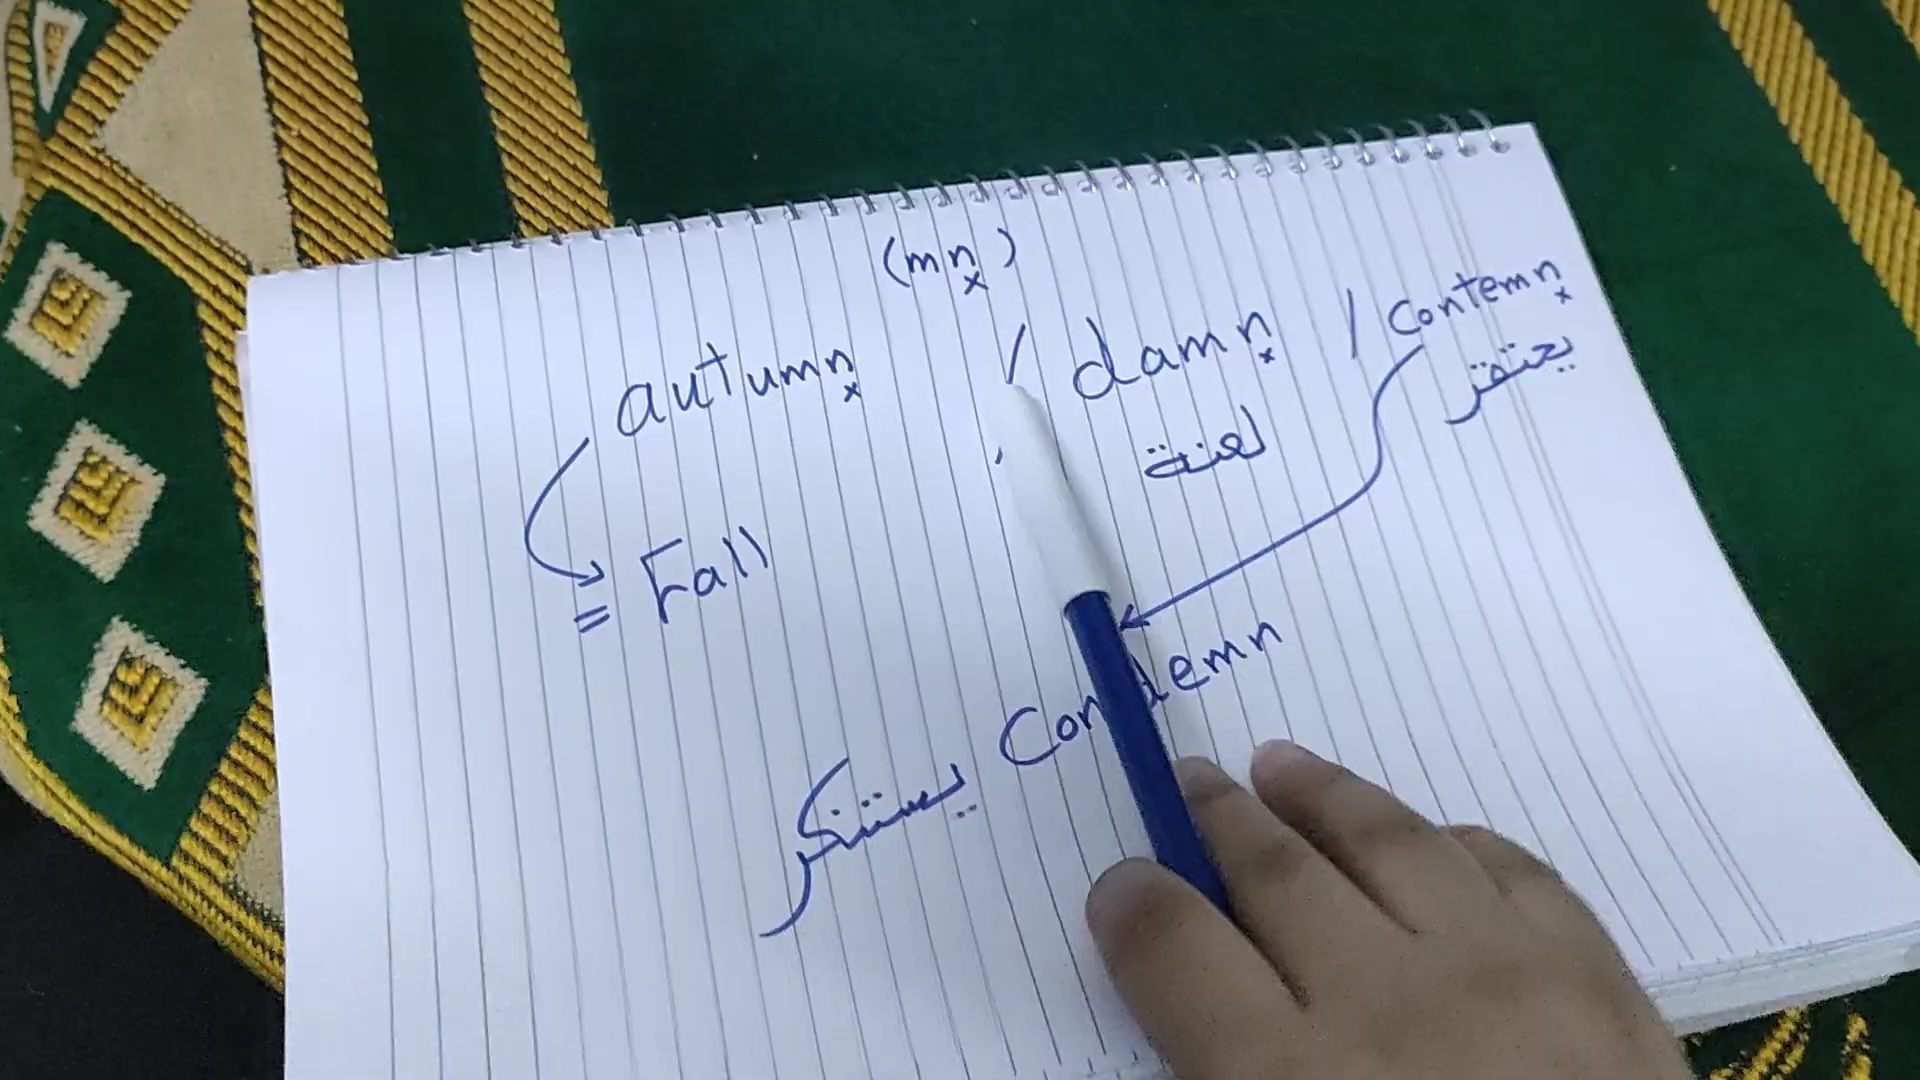 (mn)
x
autumn / damn / contemn
x x x
لعنة يحتقر
= Fall
Condemn
يستنكر